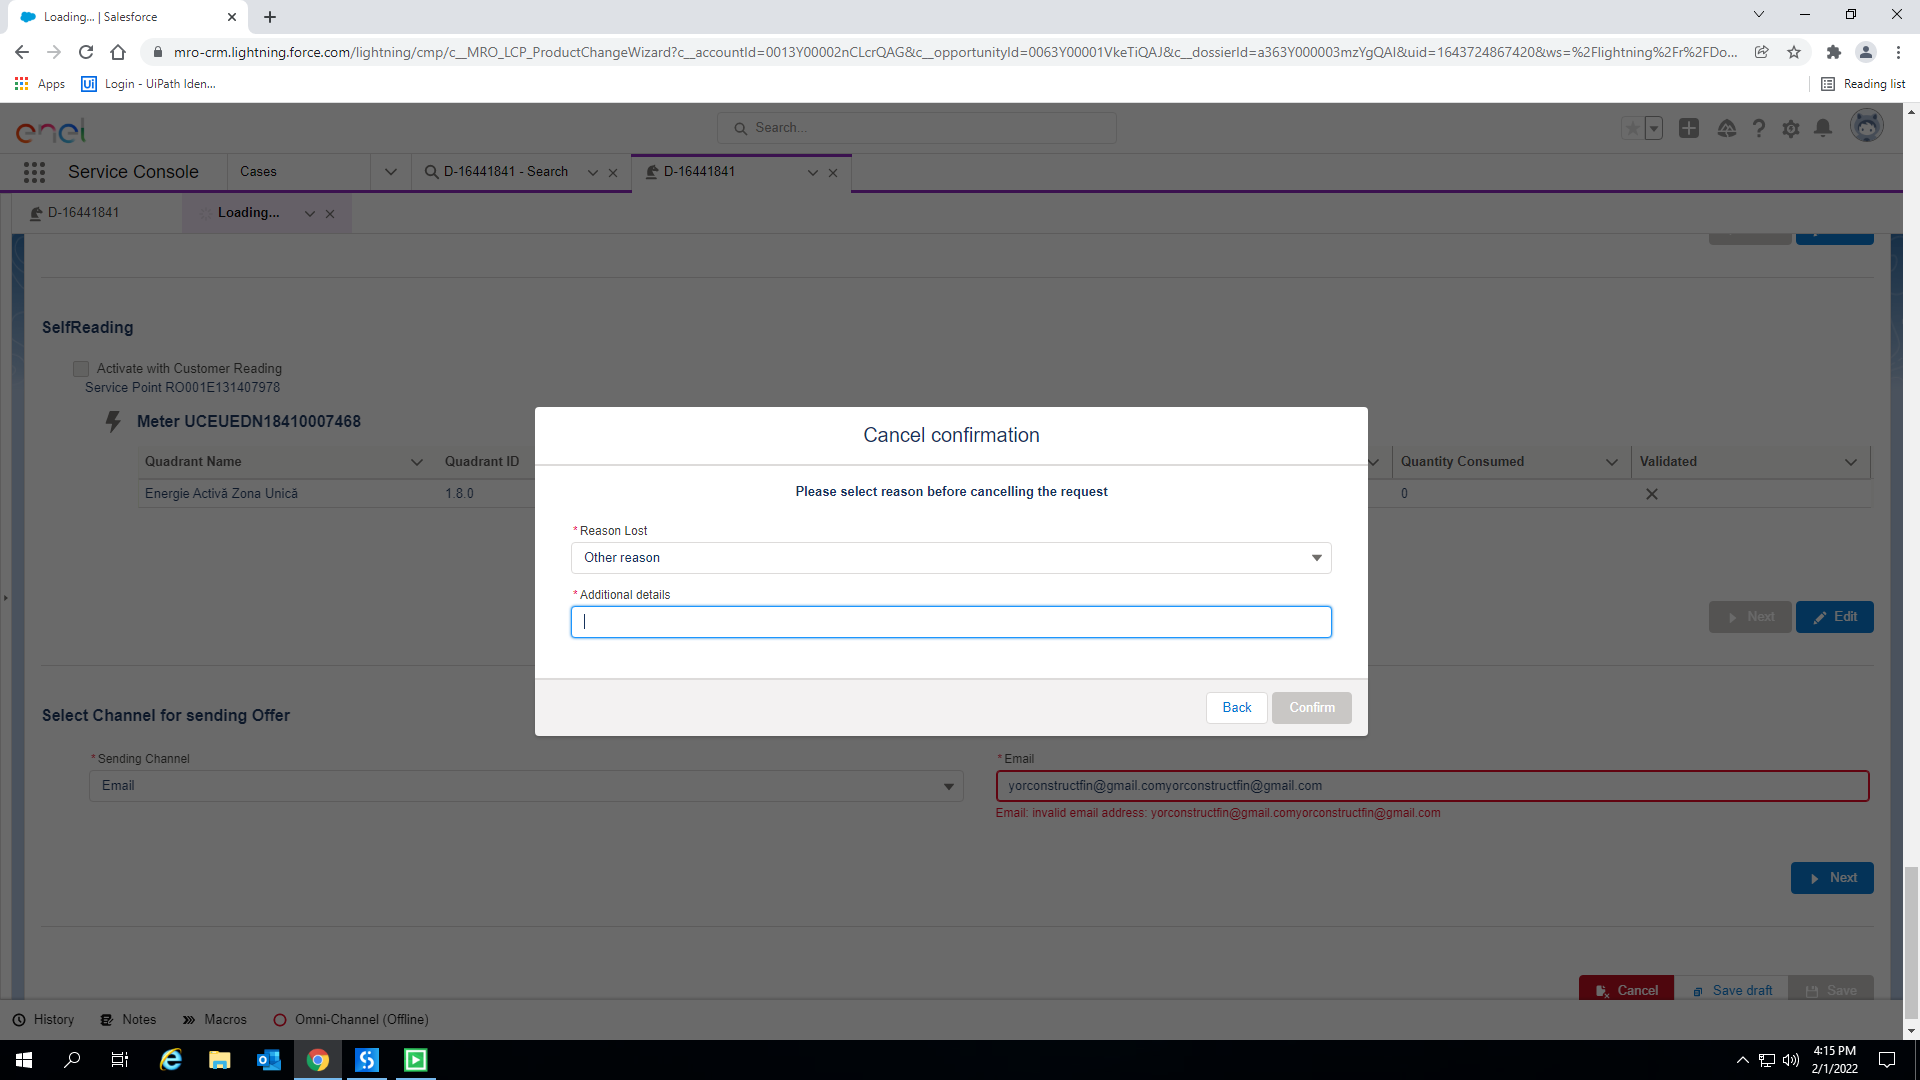 Loading... | Salesforce
mro-crm.lightning.force.com/lightning/cmp/c__MRO_LCP_ProductChangeWizard?c__accountId=0013Y00002nCLcrQAG&c__opportunityId=0063Y00001VkeTiQAJ&c__dossierId=a363Y000003mzYgQAI&uid=164372486742​0&ws=%2Flightning%2Fr%2FDo...
Apps
Login - UiPath Iden...
Reading list
enel
Search...
Service Console
Cases
D-16441841 - Search
D-16441841
D-16441841
Loading...
SelfReading
Activate with Customer Reading
Service Point RO001E131407978
Meter UCEUEDN18410007468
Quadrant Name
Quadrant ID
Quantity Consumed
Validated
Energie Activă Zona Unică
1.8.0
0
Cancel confirmation
Please select reason before cancelling the request
* Reason Lost
Other reason
* Additional details
Back
Confirm
Next
Edit
Select Channel for sending Offer
* Sending Channel
Email
* Email
yorconstructfin@gmail.comyorconstructfin@gmail.com
Email: invalid email address: yorconstructfin@gmail.comyorconstructfin@gmail.com
Next
Cancel
Save draft
Save
History
Notes
Macros
Omni-Channel (Offline)
4:15 PM
2/1/2022